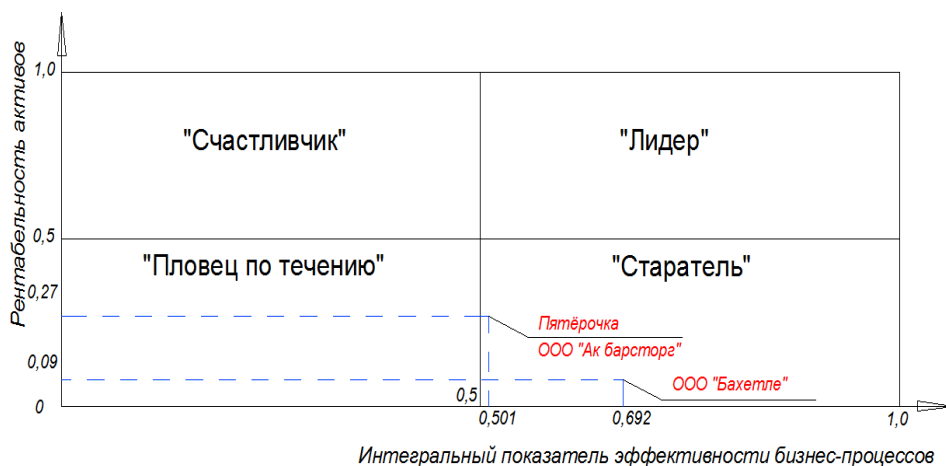 Рентабельность активов
1,0
"Счастливчик"
"Лидер"
0,5
"Пловец по течению"
"Старатель"
0,27
Пятёрочка
ООО "Ак барсторг"
0,09
ООО "Бахетле"
0,5
0
0,501
0,692
1,0
Интегральный показатель эффективности бизнес-процессов